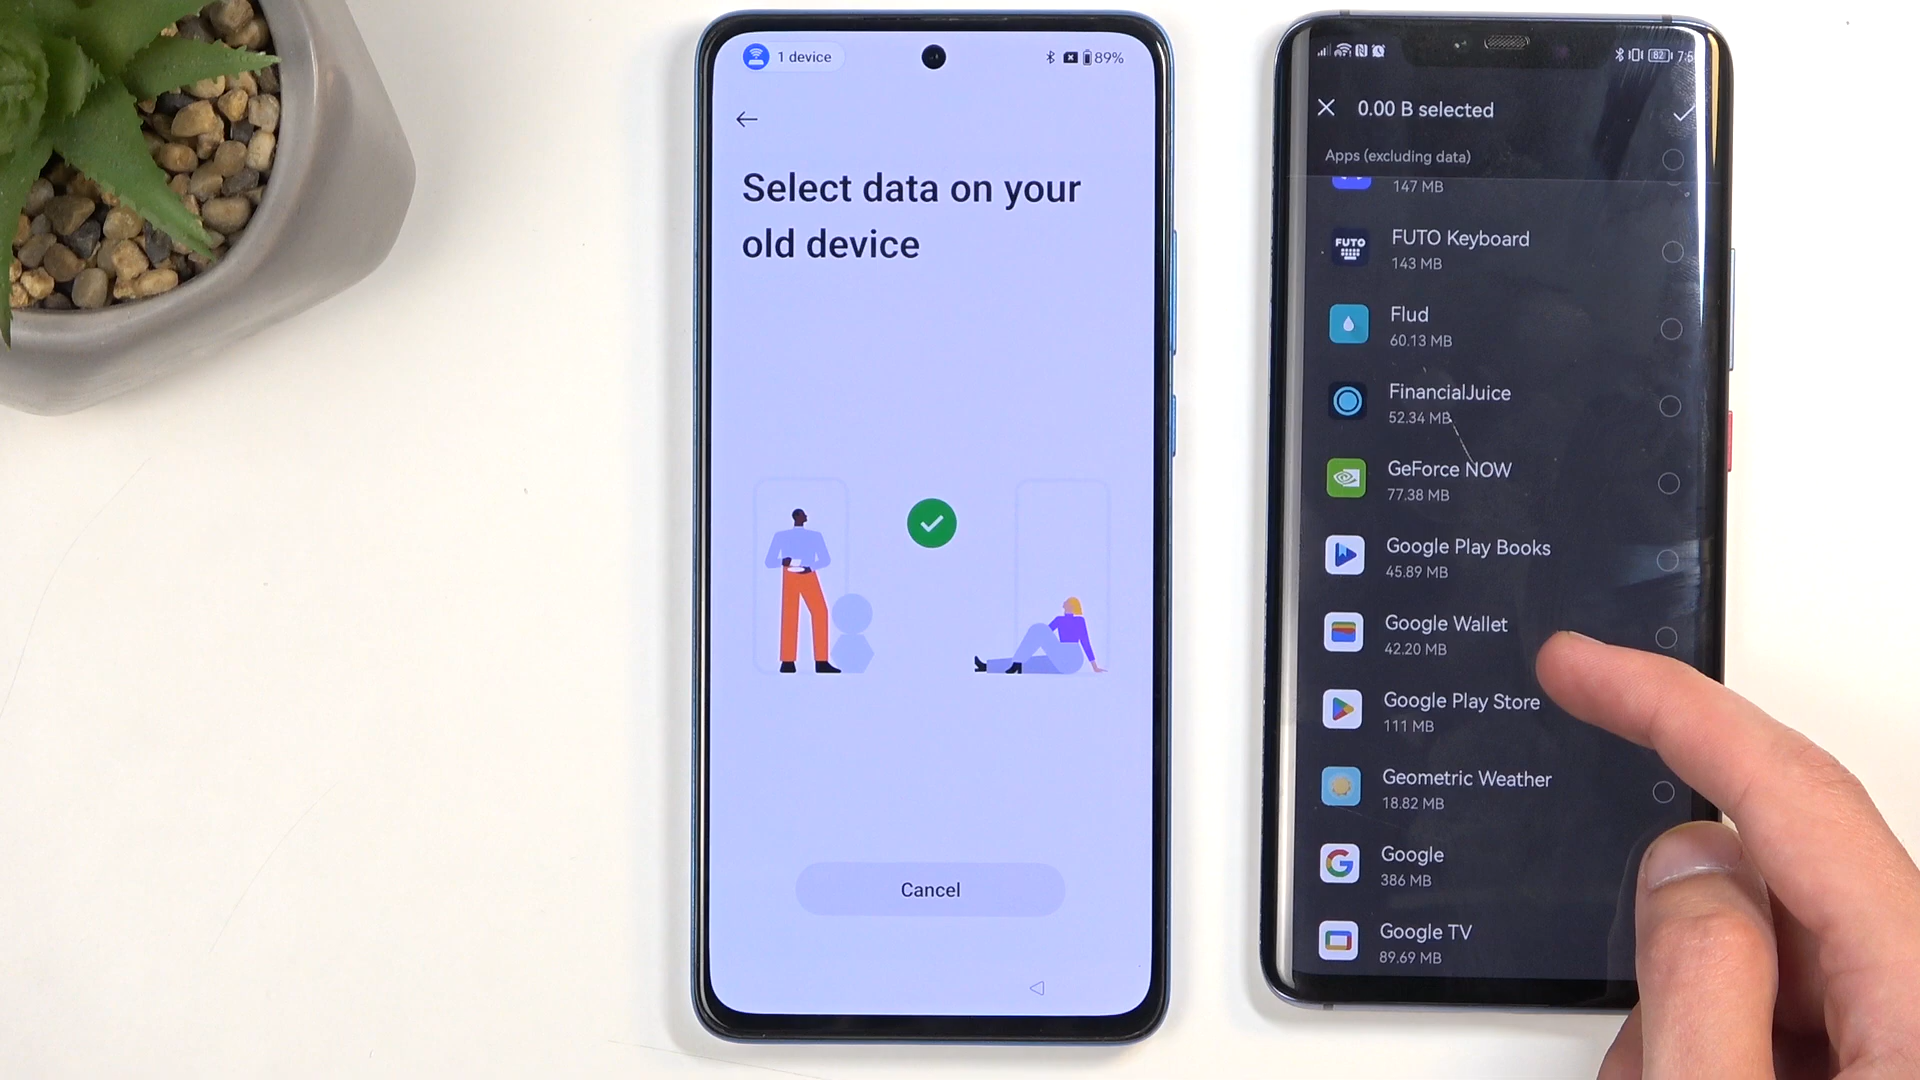 1 device
89%
Select data on your
old device
Cancel
82
0.00 B selected
Apps (excluding data)
147 MB
FUTO
FUTO Keyboard
143 MB
Flud
60.13 MB
FinancialJuice
52.34 MB
GeForce NOW
77.38 MB
Google Play Books
45.89 MB
Google Wallet
42.20 MB
Google Play Store
111 MB
Geometric Weather
18.82 MB
Google
386 MB
Google TV
89.69 MB